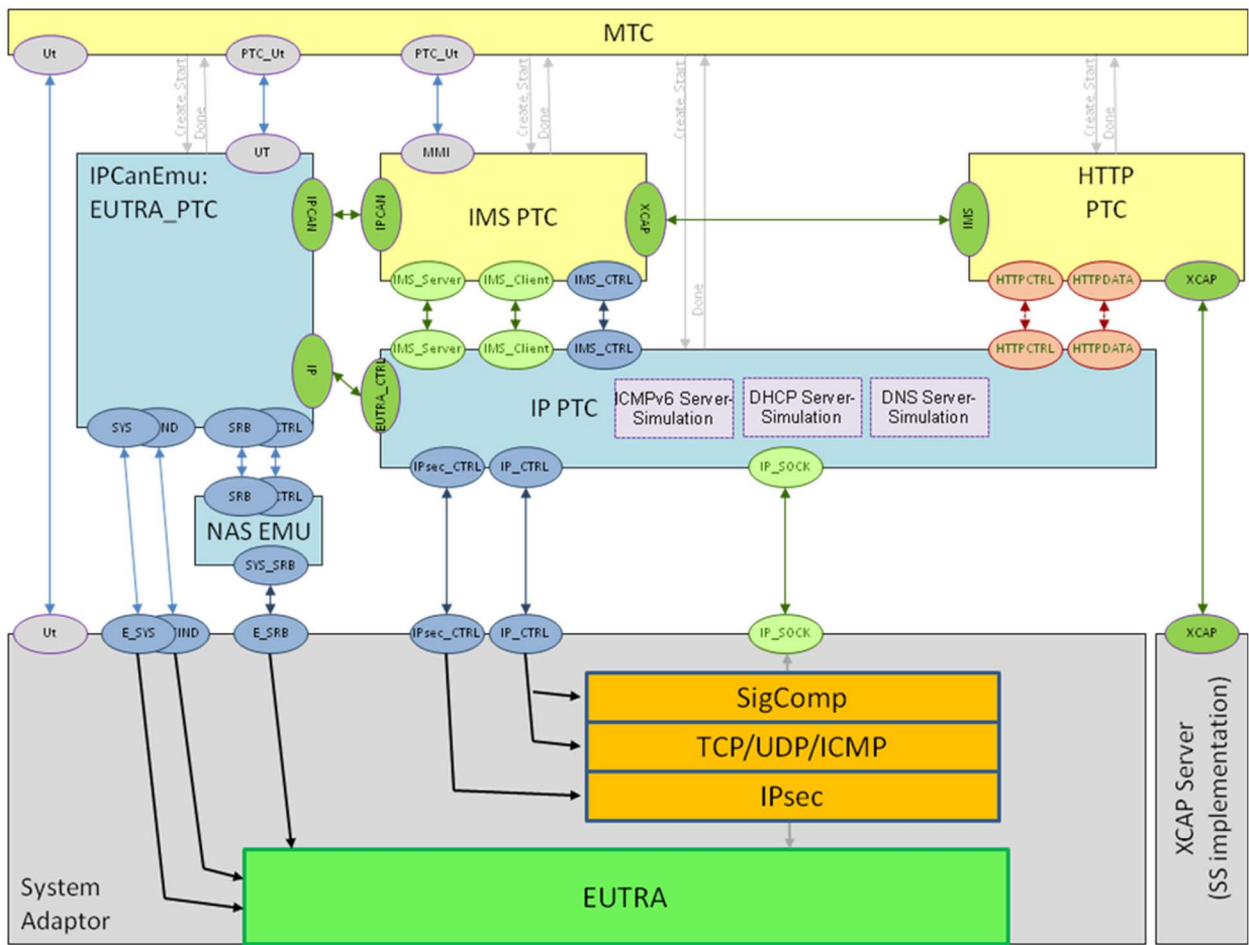 MTC
Ut
PTC_Ut
PTC_Ut
Create, Start
Done
Create, Start
Done
Create, Start
Done
Create, Start
Done
UT
MMI
IPCanEmu:
EUTRA_PTC
IPCAN
IPCAN
IMS PTC
XCAP
SMI
HTTP
PTC
IMS_Server
IMS_Client
IMS_CTRL
HTTPCTRL
HTTPDATA
XCAP
IMS_Server
IMS_Client
IMS_CTRL
HTTPCTRL
HTTPDATA
IP
EUTRA_CTRL
IP PTC
ICMPv6 Server-
Simulation
DHCP Server-
Simulation
DNS Server-
Simulation
SYS
IND
SRB
CTRL
IPsec_CTRL
IP_CTRL
IP_SOCK
SRB
CTRL
NAS EMU
SYS_SRB
Ut
E_SYS
IND
E_SRB
IPsec_CTRL
IP_CTRL
IP_SOCK
XCAP
SigComp
TCP/UDP/ICMP
IPsec
EUTRA
System
Adaptor
XCAP Server
(SS implementation)